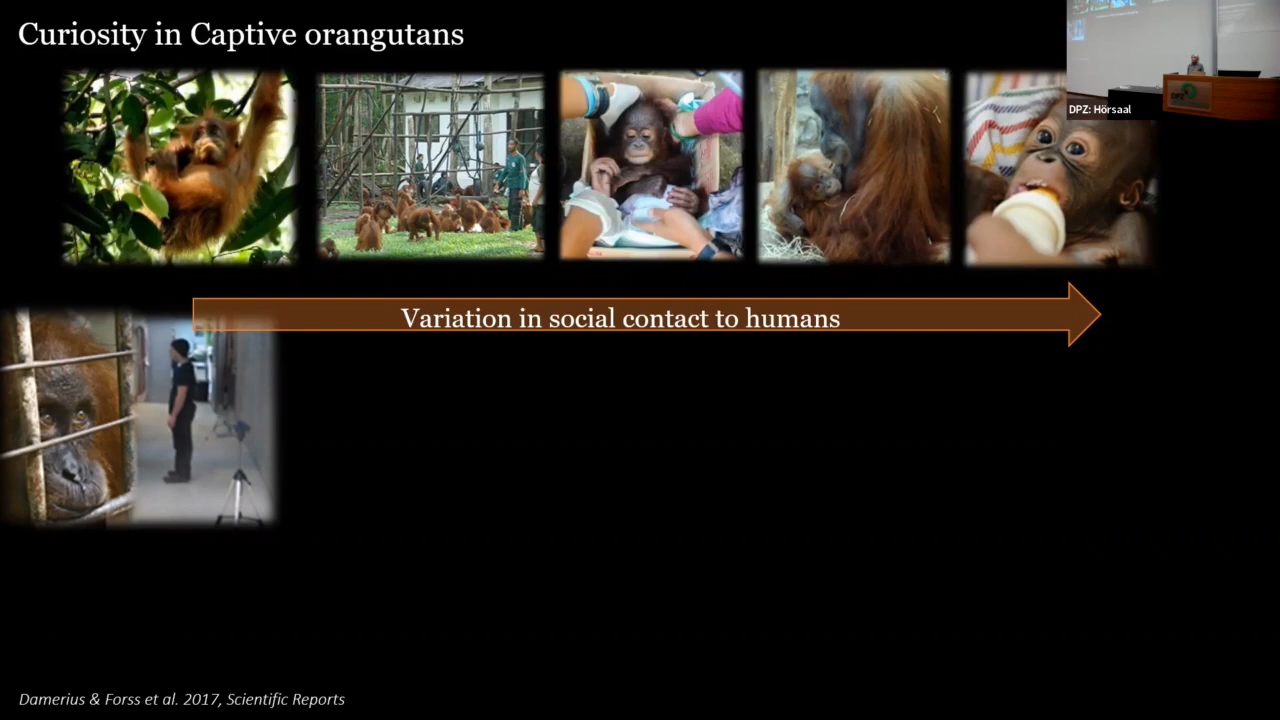 Curiosity in Captive orangutans
DPZ: Hörsaal
Variation in social contact to humans
Damerius & Forss et al. 2017, Scientific Reports